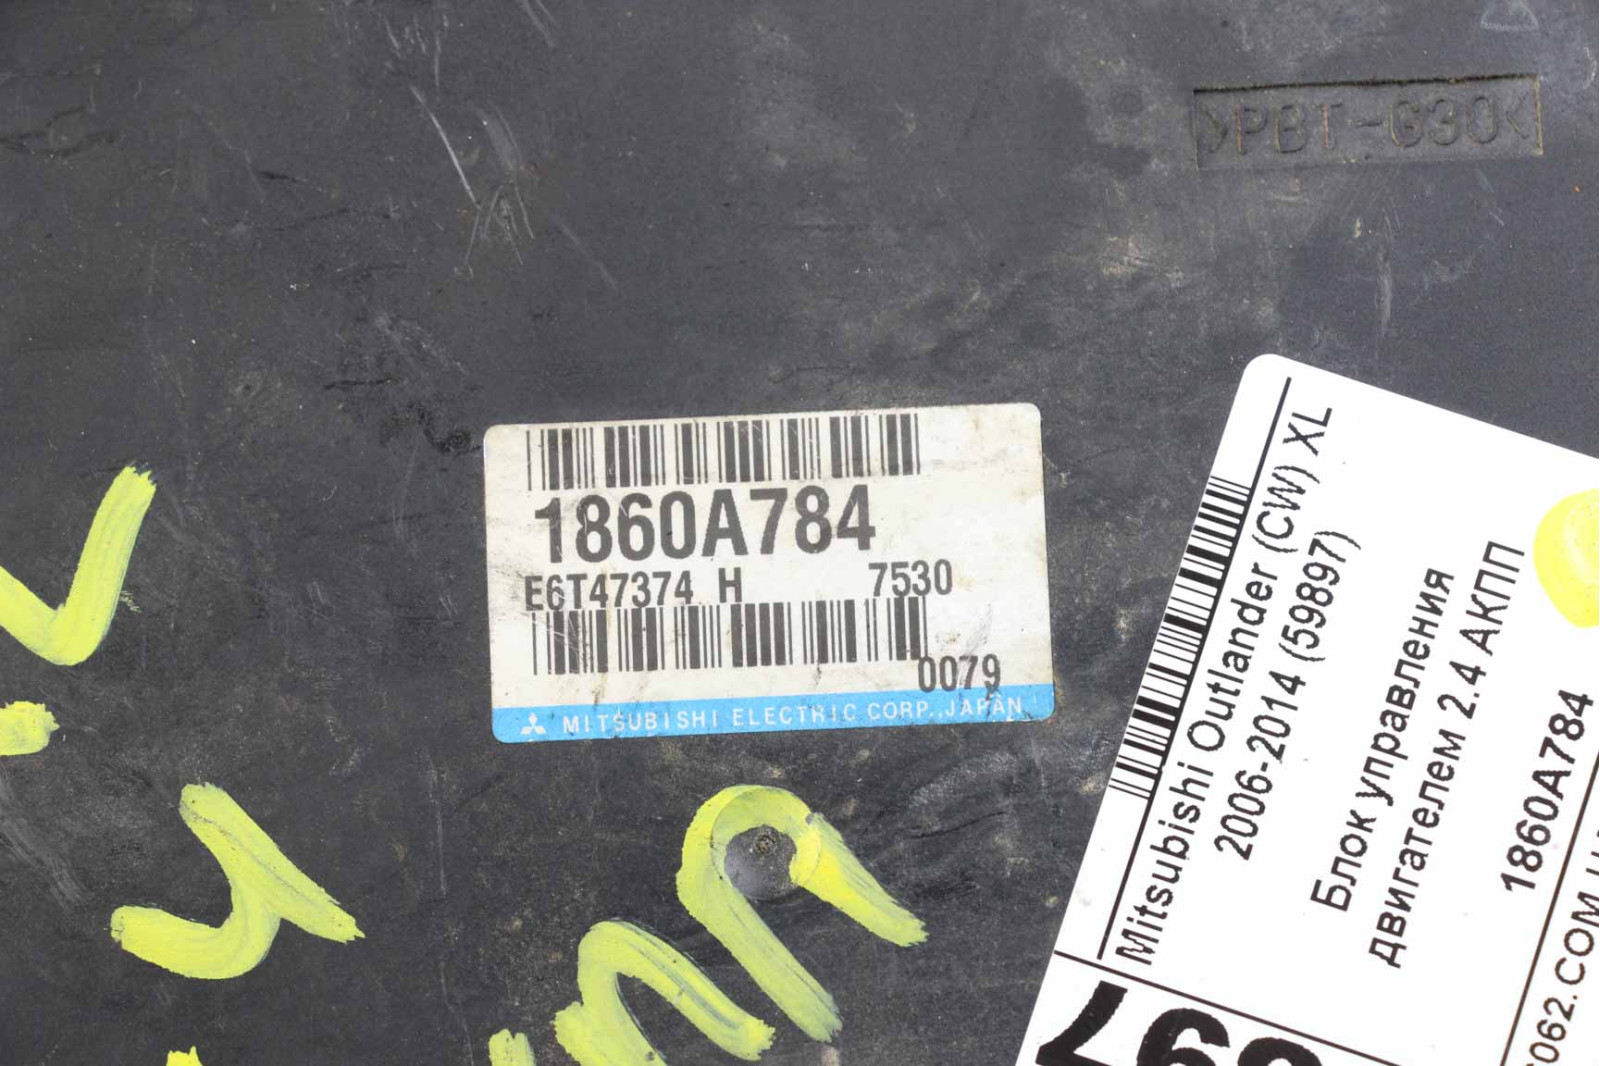 >PBT-G30<
1860A784
E6T47374 H 7530
0079
MITSUBISHI ELECTRIC CORP., JAPAN
Mitsubishi Outlander (CW) XL
2006-2014 (59897)
Блок управления
двигателем 2.4 АКПП
1860A784